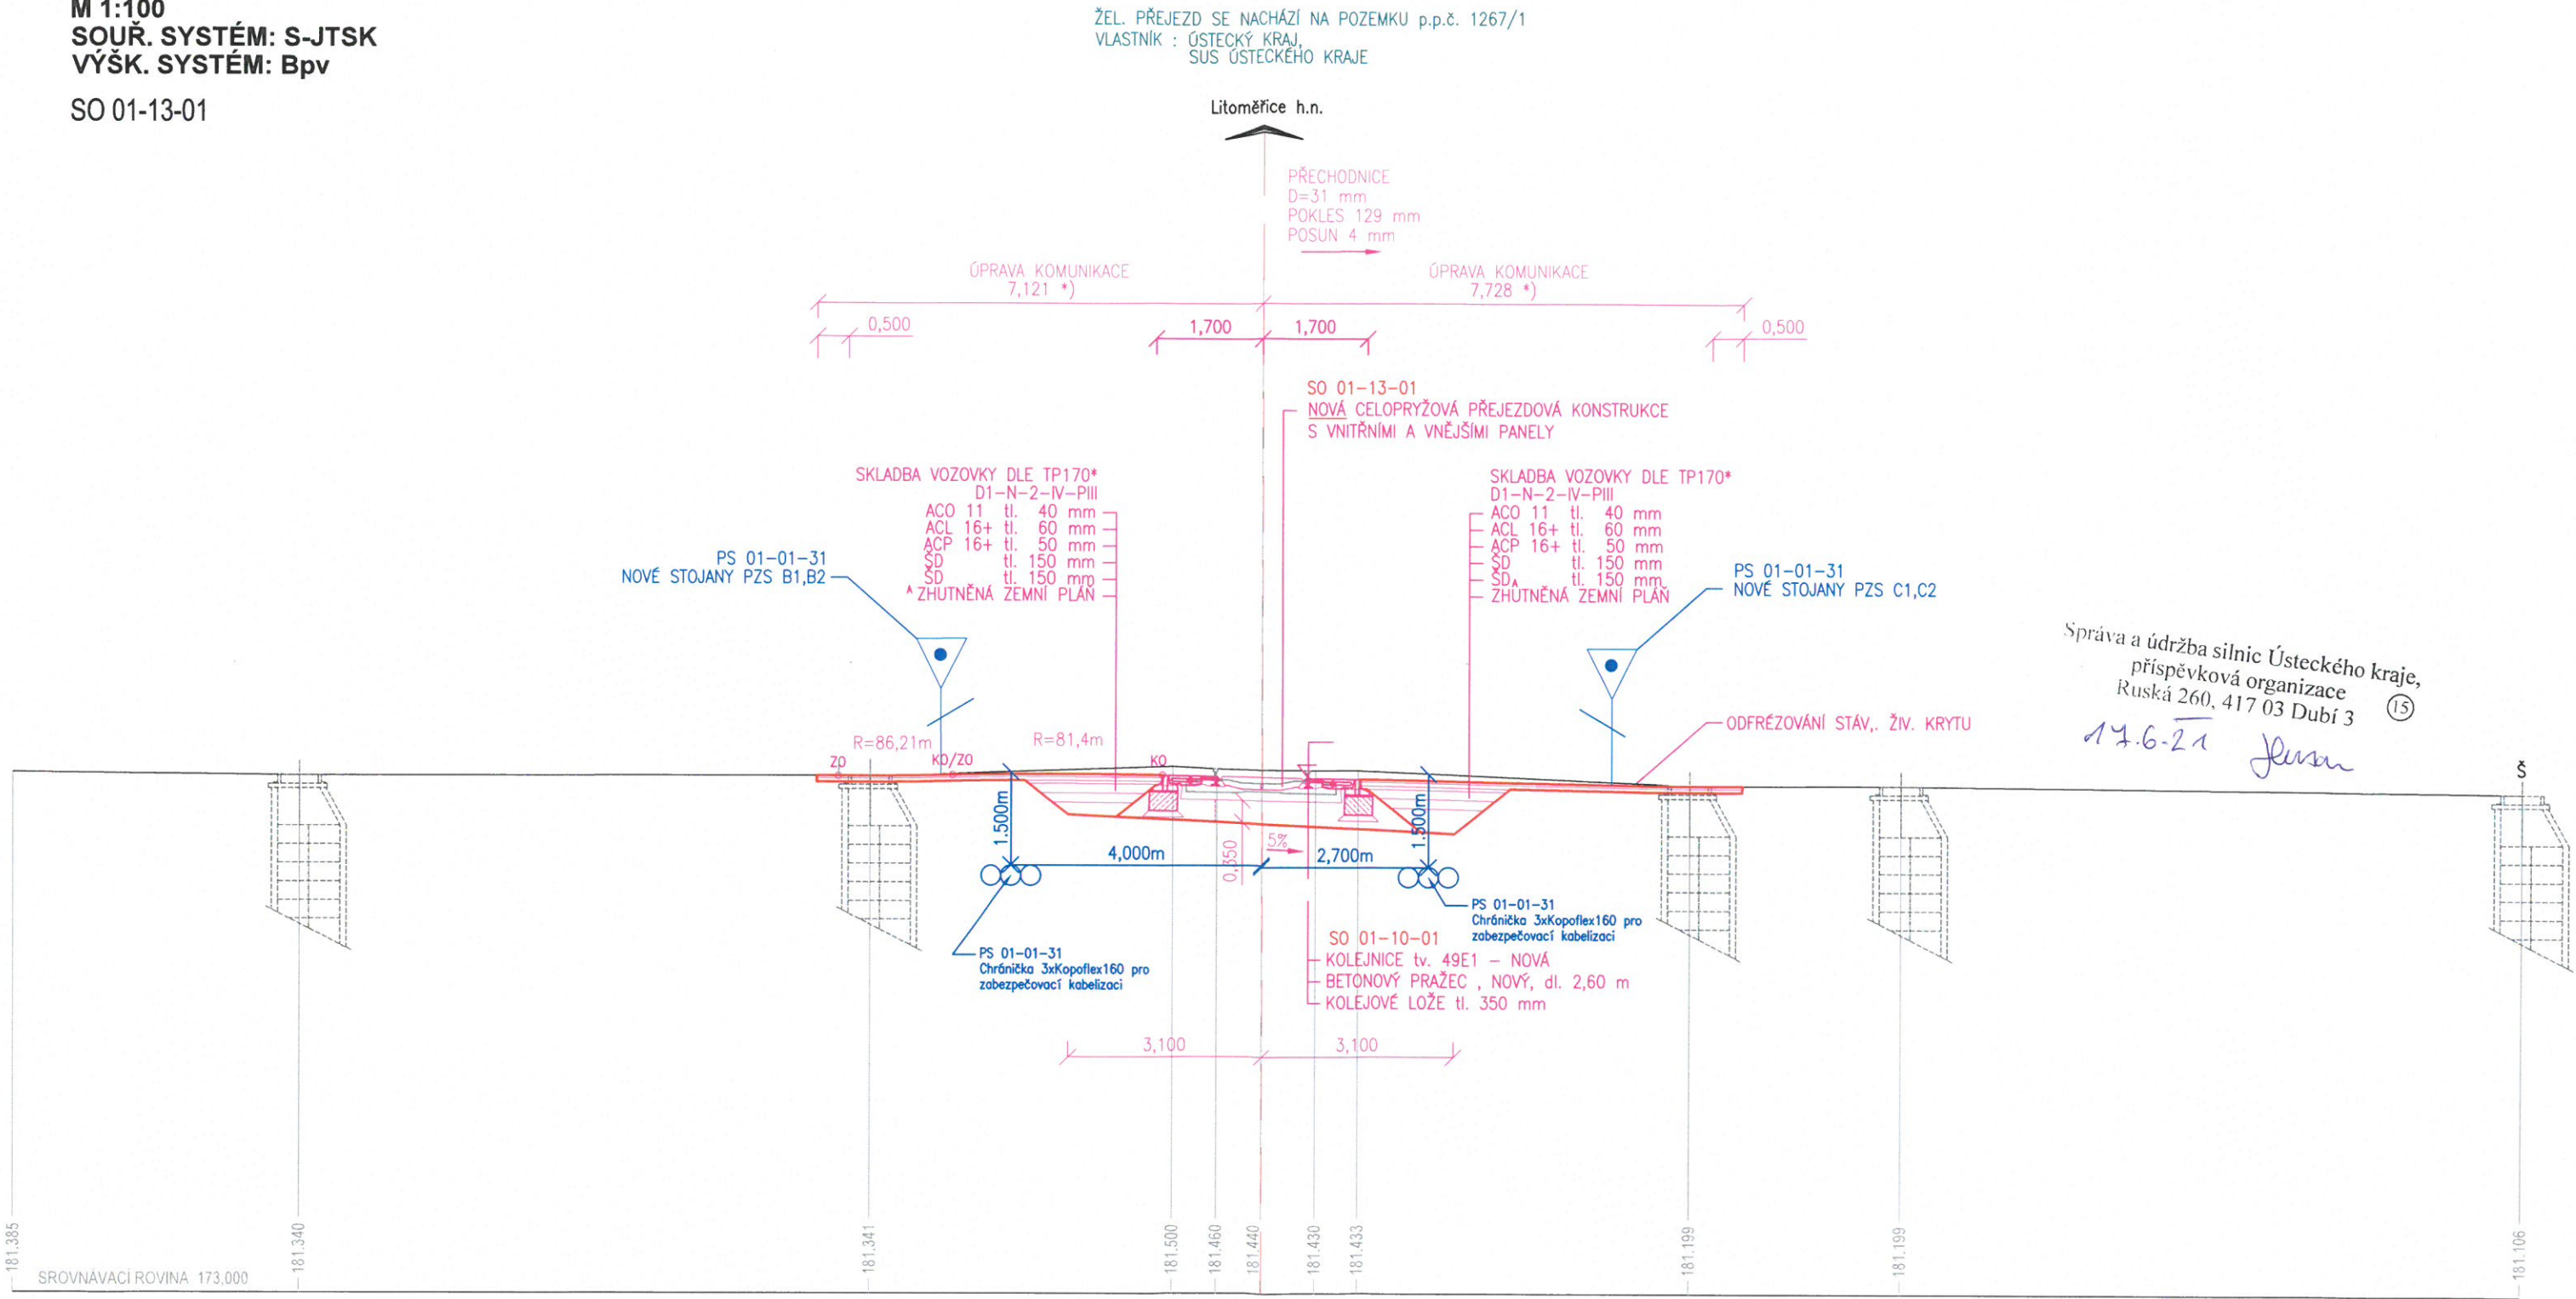 M 1:100
SOUŘ. SYSTÉM: S-JTSK
VÝŠK. SYSTÉM: Bpv
SO 01-13-01
ŽEL. PŘEJEZD SE NACHÁZÍ NA POZEMKU p.p.č. 1267/1
VLASTNÍK : ÚSTECKÝ KRAJ,
SUS ÚSTECKÉHO KRAJE
Litoměřice h.n.
PŘECHODNICE
D=31 mm
POKLES 129 mm
POSUN 4 mm
ÚPRAVA KOMUNIKACE
7,121 *)
ÚPRAVA KOMUNIKACE
7,728 *)
0,500
1,700
1,700
0,500
SO 01-13-01
NOVÁ CELOPRYŽOVÁ PŘEJEZDOVÁ KONSTRUKCE
S VNITŘNÍMI A VNĚJŠÍMI PANELY
SKLADBA VOZOVKY DLE TP170*
D1-N-2-IV-PIII
ACO 11 tl. 40 mm
ACL 16+ tl. 60 mm
ACP 16+ tl. 50 mm
ŠD tl. 150 mm
ŠD tl. 150 mm
A ZHUTNĚNÁ ZEMNÍ PLÁŇ
SKLADBA VOZOVKY DLE TP170*
D1-N-2-IV-PIII
ACO 11 tl. 40 mm
ACL 16+ tl. 60 mm
ACP 16+ tl. 50 mm
ŠD tl. 150 mm
ŠDA tl. 150 mm
ZHUTNĚNÁ ZEMNÍ PLÁŇ
PS 01-01-31
NOVÉ STOJANY PZS B1,B2
PS 01-01-31
NOVÉ STOJANY PZS C1,C2
Správa a údržba silnic Ústeckého kraje,
příspěvková organizace
Ruská 260, 417 03 Dubí 3
15
17.6.21
ODFRÉZOVÁNÍ STÁV,. ŽIV. KRYTU
R=86,21m
R=81,4m
ZO
KO/ZO
KO
Š
1.500m
4,000m
0,350
5%
2,700m
1.500m
PS 01-01-31
Chránička 3xKopoflex160 pro
zabezpečovací kabelizaci
PS 01-01-31
Chránička 3xKopoflex160 pro
zabezpečovací kabelizaci
SO 01-10-01
KOLEJNICE tv. 49E1 – NOVÁ
BETONOVÝ PRAŽEC , NOVÝ, dl. 2,60 m
KOLEJOVÉ LOŽE tl. 350 mm
3,100
3,100
181.385
181.340
181.341
181.500
181.460
181.440
181.430
181.433
181.199
181.199
181.106
SROVNÁVACÍ ROVINA 173,000